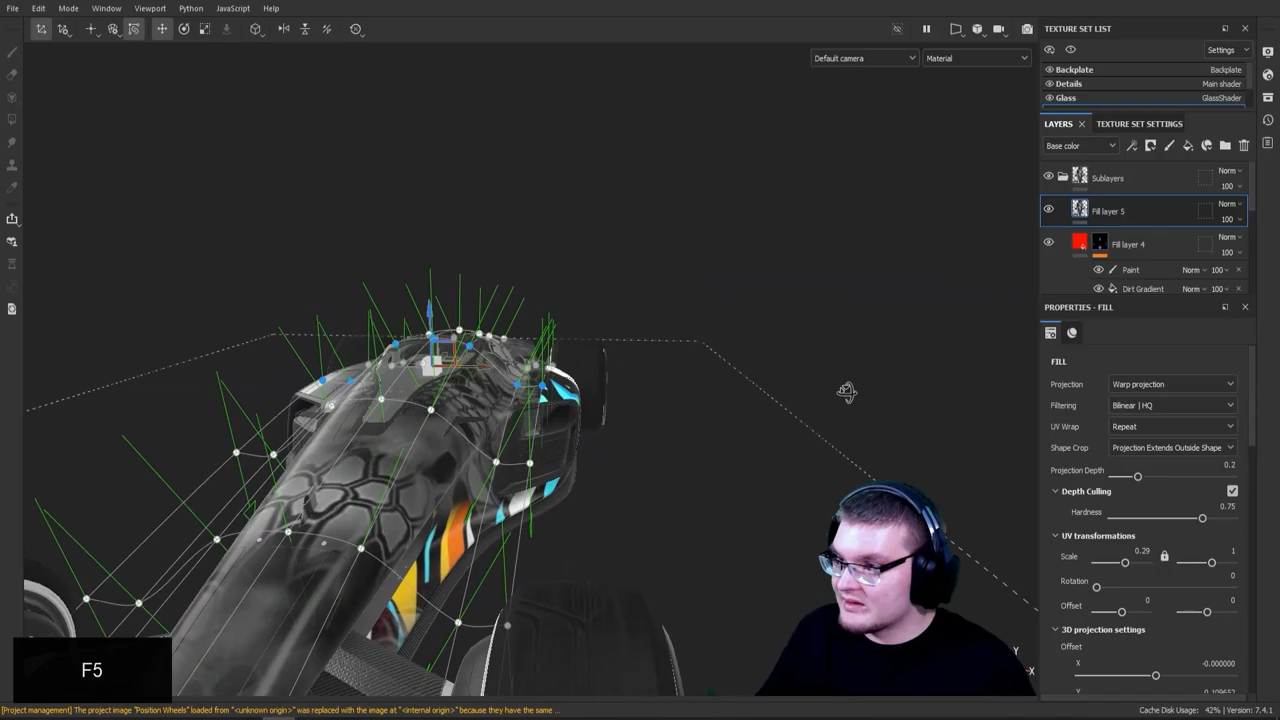 File Edit Mode Window Viewport Python JavaScript Help
Default camera
Material
TEXTURE SET LIST
Settings
Backplate Backplate
Details Main shader
Glass GlassShader
LAYERS TEXTURE SET SETTINGS
Base color
Sublayers Norm
100
Fill layer 5 Norm
100
Fill layer 4 Norm
100
Paint Norm 100
Dirt Gradient Norm 100
PROPERTIES - FILL
FILL
Projection Warp projection
Filtering Bilinear | HQ
UV Wrap Repeat
Shape Crop Projection Extends Outside Shape
Projection Depth 0.2
Depth Culling
Hardness 0.75
UV transformations
Scale 0.29 1
Rotation 0
Offset 0 0
3D projection settings
Offset
X -0.000000
Y 0.109652
Y
X
F5
[Project management] The project image "Position Wheels" loaded from "<unknown origin>" was replaced with the image at "<internal origin>" because they have the same ...
Cache Disk Usage: 42% | Version: 7.4.1